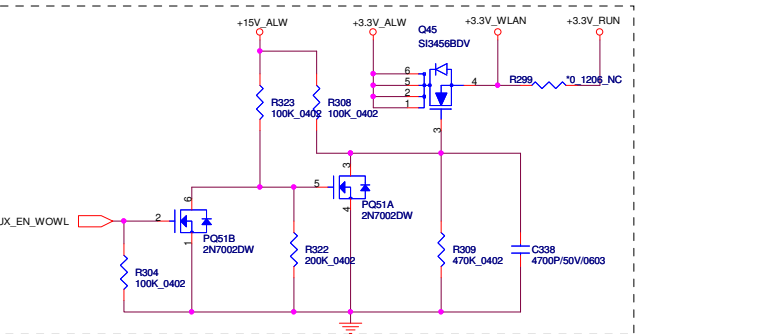 +15V_ALW
+3.3V_ALW
Q45
SI3456BDV
+3.3V_WLAN
+3.3V_RUN
6
5
2
1
4
3
R299
*0_1206_NC
R323
100K_0402
R308
100K_0402
3
5
4
PQ51A
2N7002DW
UX_EN_WOWL
2
6
1
PQ51B
2N7002DW
R304
100K_0402
R322
200K_0402
R309
470K_0402
C338
4700P/50V/0603